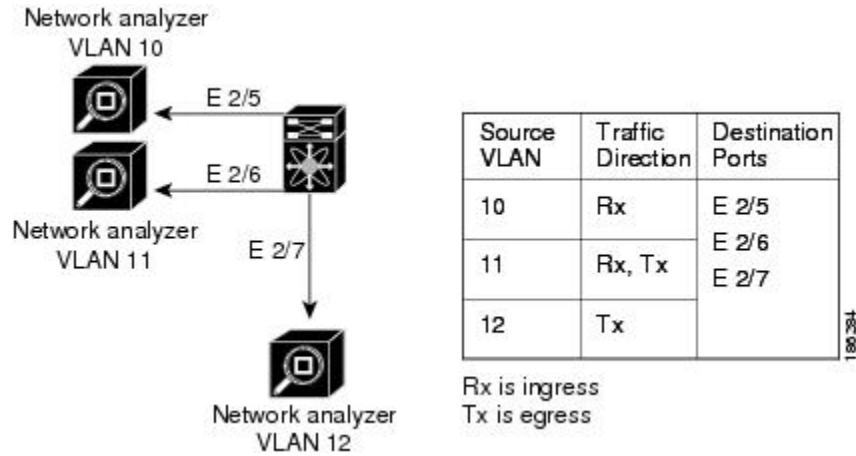 Network analyzer
VLAN 10
E 2/5
E 2/6
Network analyzer
VLAN 11
E 2/7
Network analyzer
VLAN 12
Source VLAN
Traffic Direction
Destination Ports
10
Rx
E 2/5
E 2/6
E 2/7
11
Rx, Tx
12
Tx
Rx is ingress
Tx is egress
186284